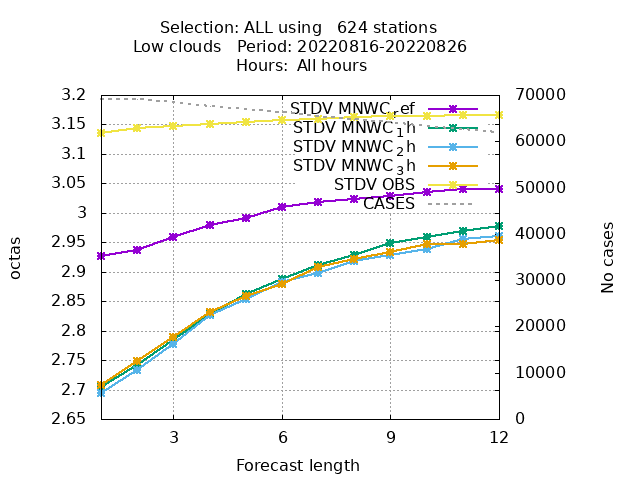 Selection: ALL using   624 stations
Low clouds   Period: 20220816-20220826
Hours:  All hours
octas
3.2
3.15
3.1
3.05
3
2.95
2.9
2.85
2.8
2.75
2.7
2.65
STDV MNWC_ref
STDV MNWC_1h
STDV MNWC_2h
STDV MNWC_3h
STDV OBS
CASES
70000
60000
50000
40000
30000
20000
10000
0
No cases
3 6 9 12
Forecast length